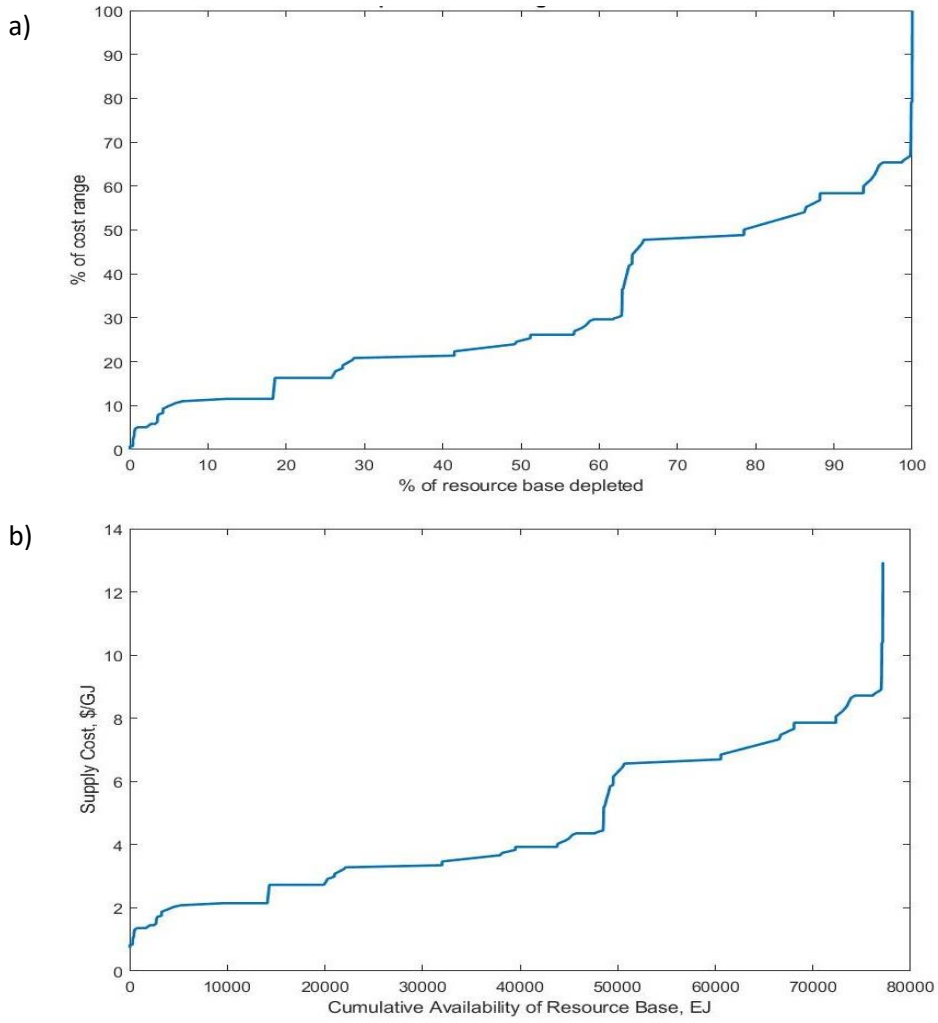 a)
100
90
80
70
60
50
40
30
20
10
0
% of cost range
0 10 20 30 40 50 60 70 80 90 100
% of resource base depleted
b)
14
12
10
8
6
4
2
0
Supply Cost, $/GJ
0 10000 20000 30000 40000 50000 60000 70000 80000
Cumulative Availability of Resource Base, EJ